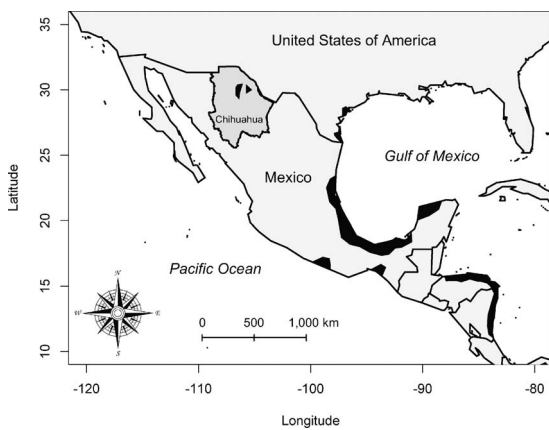 United States of America
Chihuahua
Gulf of Mexico
Mexico
Pacific Ocean
N
W
E
S
0 500 1,000 km
35
30
25
20
15
10
Latitude
-120 -110 -100 -90 -80
Longitude